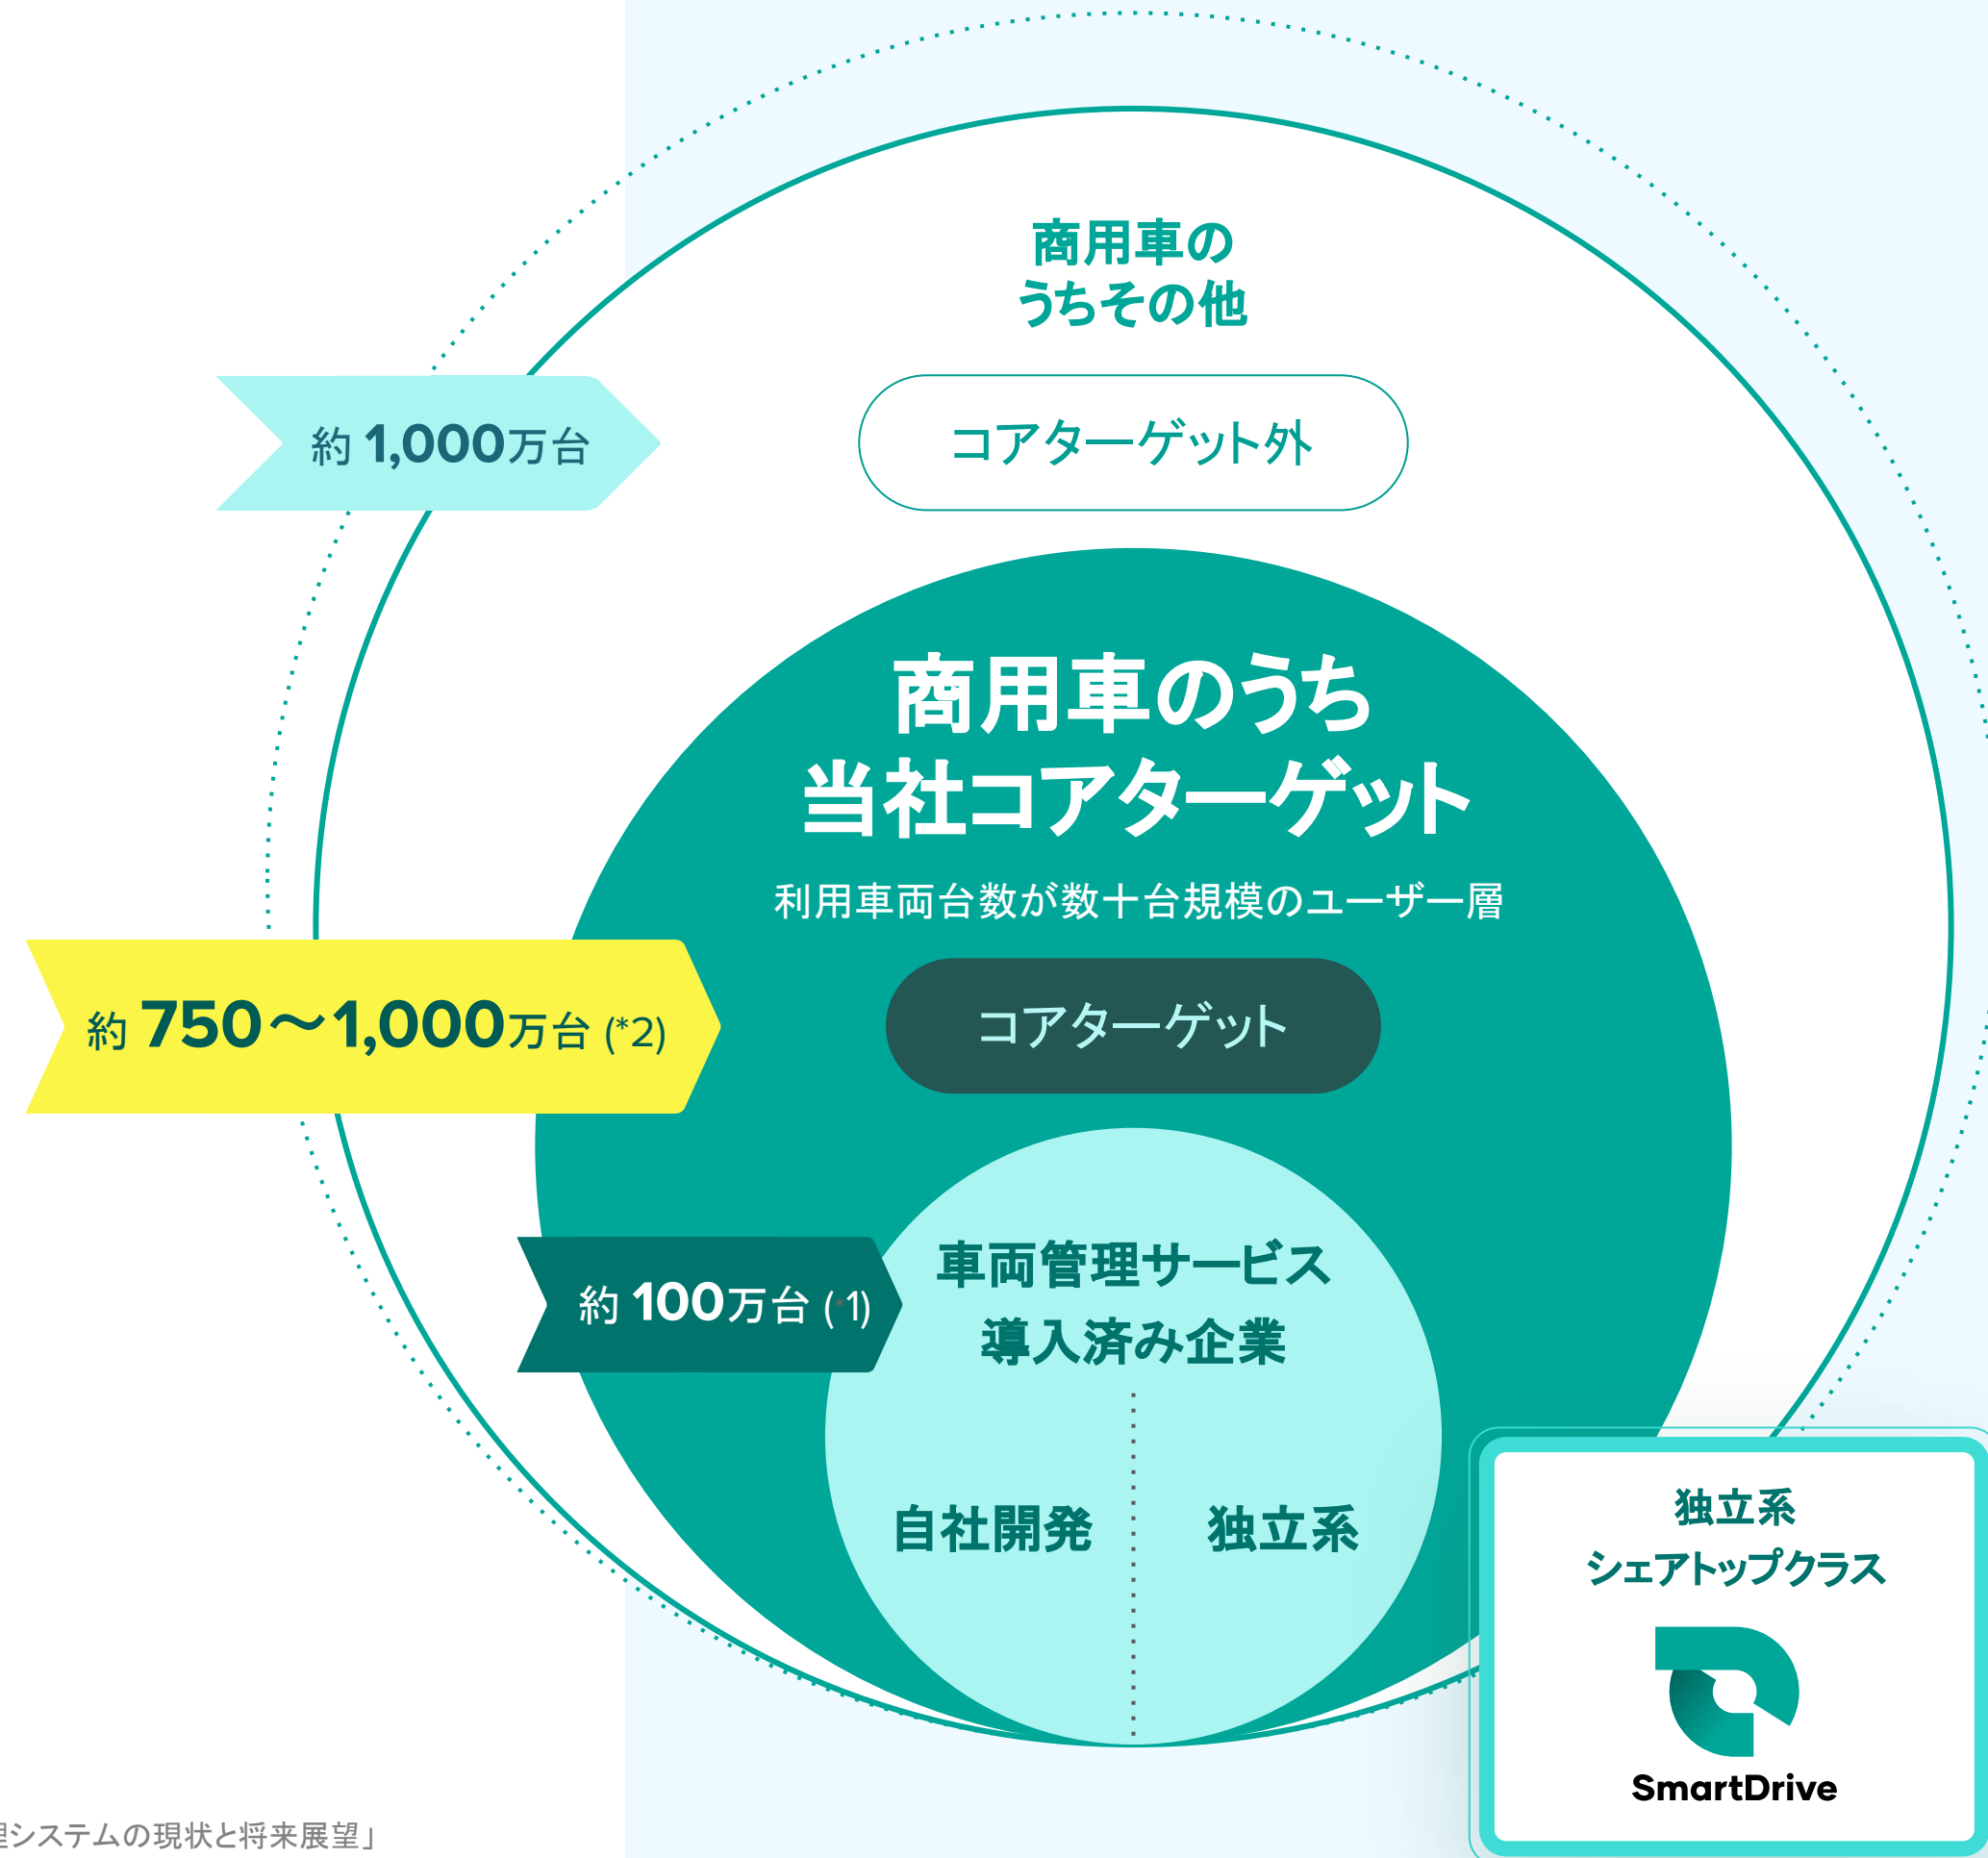 商用車の
うちその他
約 1,000万台
コアターゲット外
商用車のうち
当社コアターゲット
利用車両台数が数十台規模のユーザー層
約 750〜1,000万台 (*2)
コアターゲット
車両管理サービス
約 100万台 (*1)
導入済み企業
自社開発
独立系
独立系
シェアトップクラス
SmartDrive
システムの現状と将来展望」